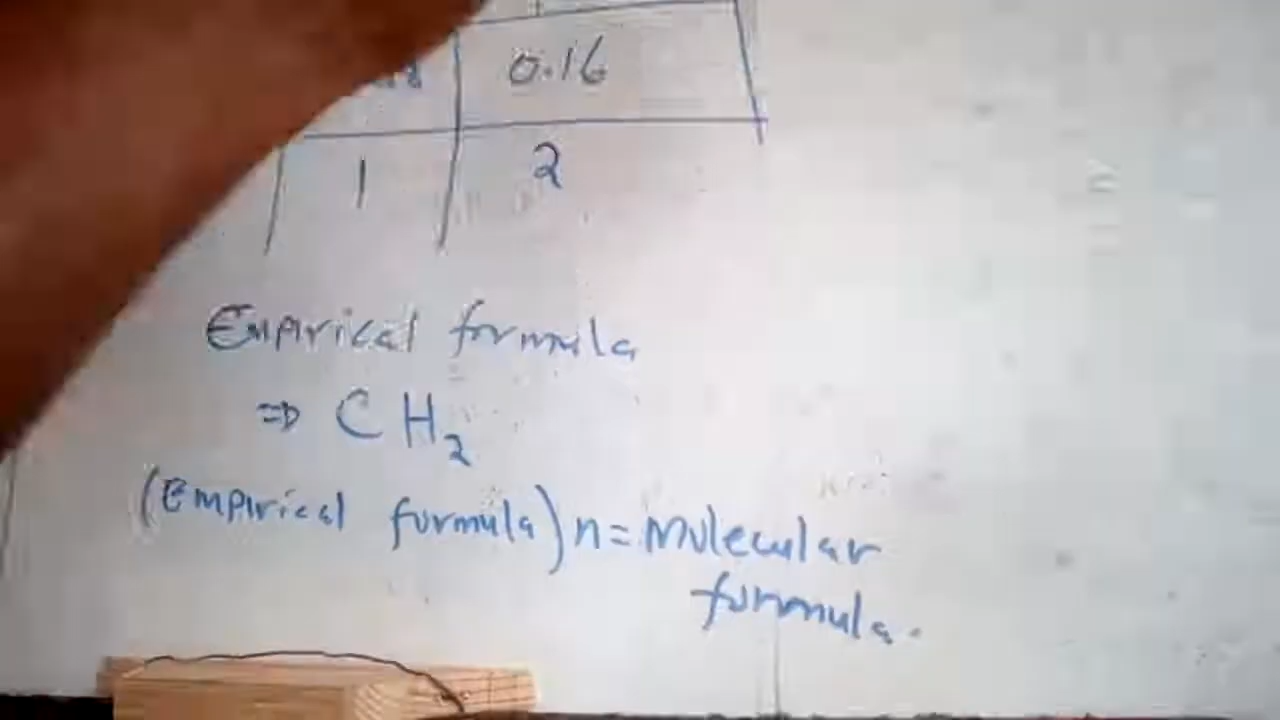 0.16
1 2
Empirical formula
⇒ CH₂
(Empirical formula)n = molecular
formula.